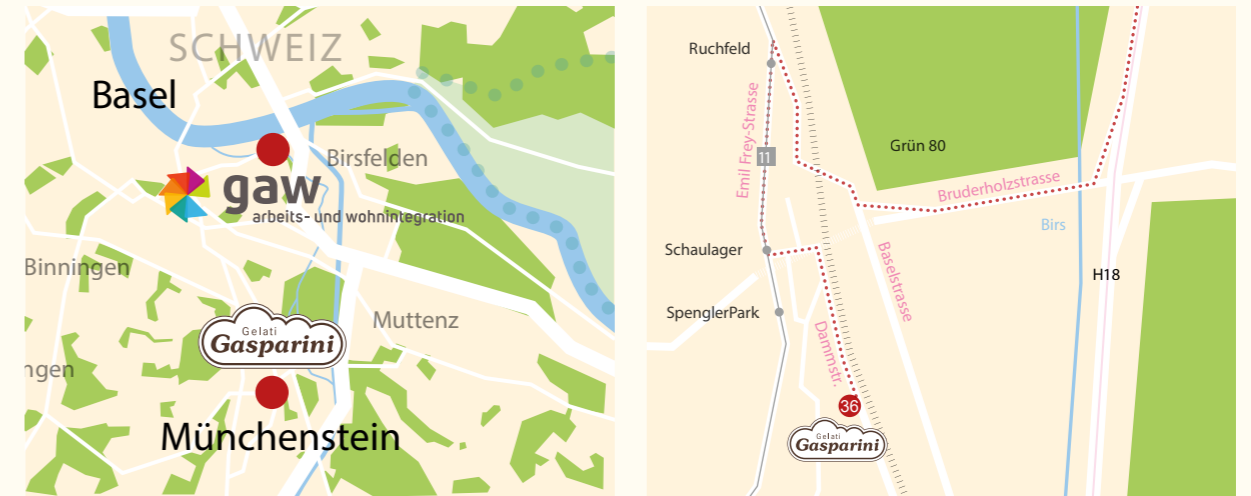 SCHWEIZ
Basel
Birsfelden
gaw
arbeits- und wohnintegration
Binningen
Gelati
Gasparini
Muttenz
ngen
Münchenstein
Ruchfeld
Emil Frey-Strasse
11
Grün 80
Bruderholzstrasse
Birs
Schaulager
Baselstrasse
H18
SpenglerPark
Dammstr.
36
Gelati
Gasparini